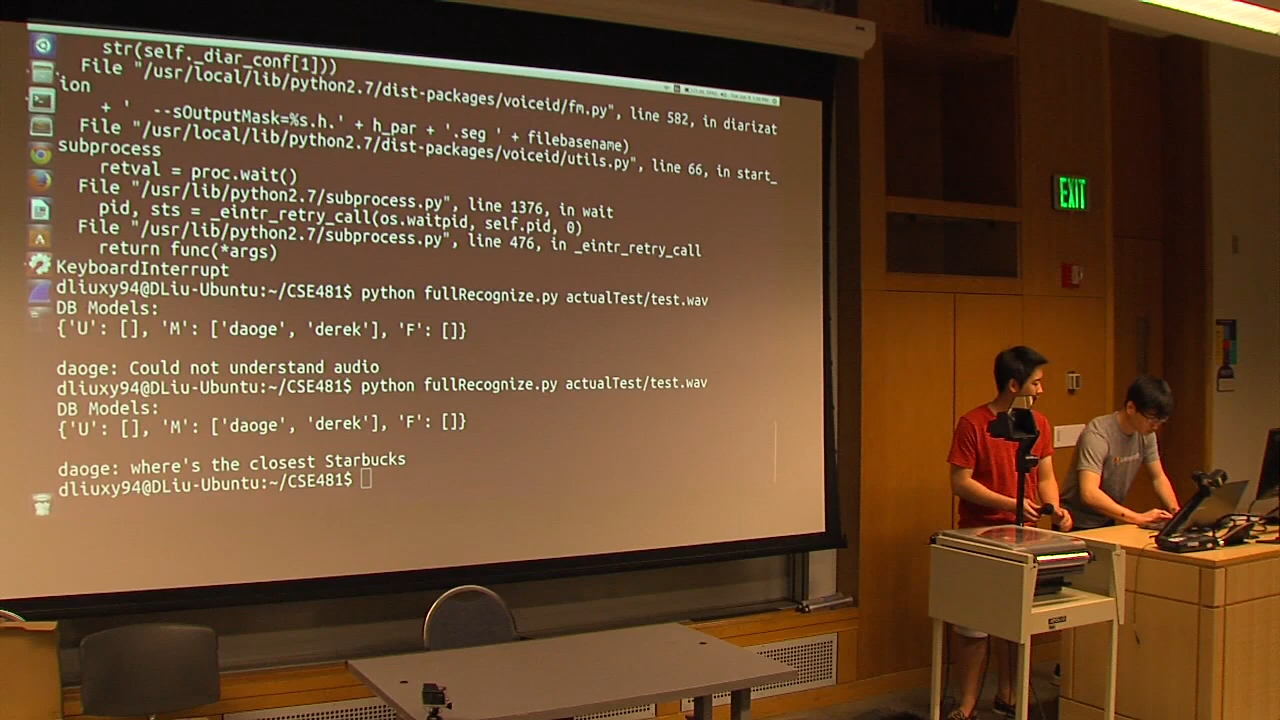 str(self._diar_conf[1]))
File "/usr/local/lib/python2.7/dist-packages/voiceid/fm.py", line 582, in diarizat
ion
+ ' --sOutputMask=%s.h.' + h_par + '.seg ' + filebasename)
File "/usr/local/lib/python2.7/dist-packages/voiceid/utils.py", line 66, in start_
subprocess
retval = proc.wait()
File "/usr/lib/python2.7/subprocess.py", line 1376, in wait
pid, sts = _eintr_retry_call(os.waitpid, self.pid, 0)
File "/usr/lib/python2.7/subprocess.py", line 476, in _eintr_retry_call
return func(*args)
KeyboardInterrupt
dliuxy94@DLiu-Ubuntu:~/CSE481$ python fullRecognize.py actualTest/test.wav
DB Models:
{'U': [], 'M': ['daoge', 'derek'], 'F': []}
daoge: Could not understand audio
dliuxy94@DLiu-Ubuntu:~/CSE481$ python fullRecognize.py actualTest/test.wav
DB Models:
{'U': [], 'M': ['daoge', 'derek'], 'F': []}
daoge: where's the closest Starbucks
dliuxy94@DLiu-Ubuntu:~/CSE481$
EXIT